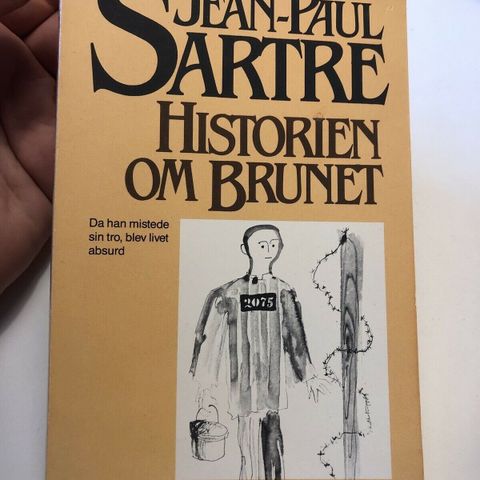 JEAN-PAUL
SARTRE
HISTORIEN
OM BRUNET
Da han mistede
sin tro, blev livet
absurd
2075